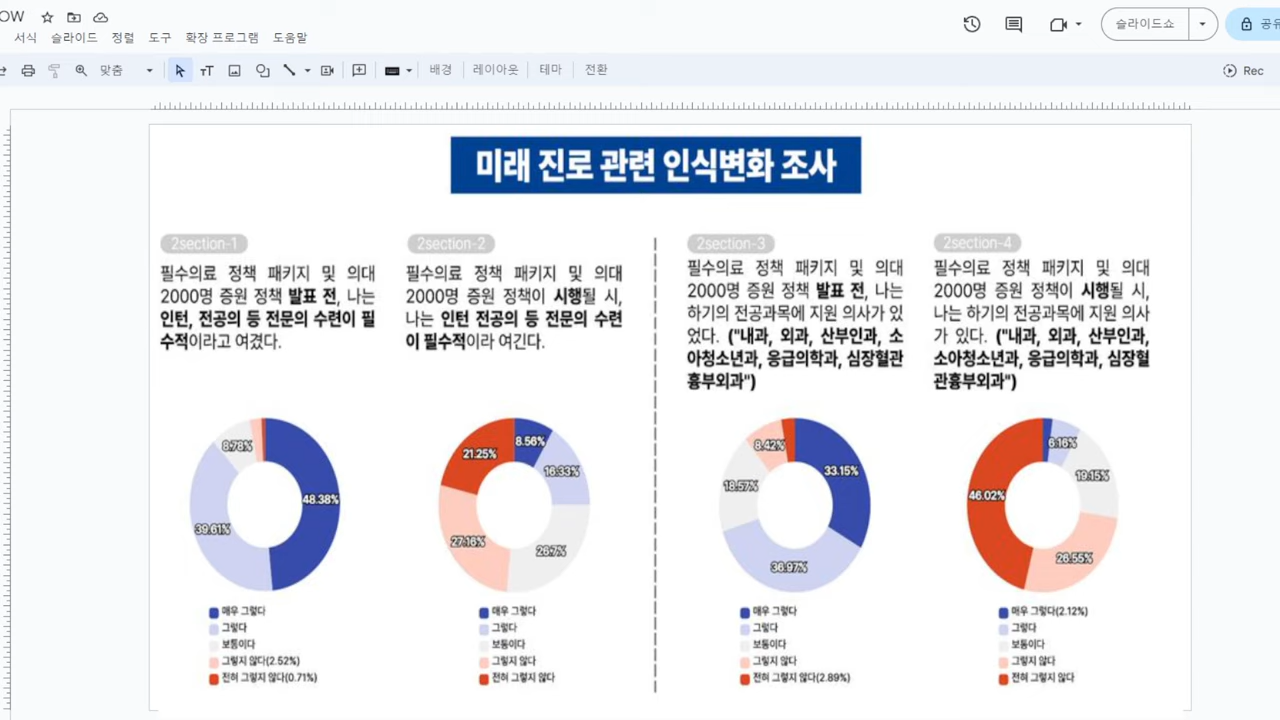 OW
서식 슬라이드 정렬 도구 확장 프로그램 도움말
슬라이드쇼
공유
맞춤
배경 레이아웃 테마 전환
Rec
미래 진로 관련 인식변화 조사
2section-1
필수의료 정책 패키지 및 의대
2000명 증원 정책 발표 전, 나는
인턴, 전공의 등 전문의 수련이 필
수적이라고 여겼다.
48.38%
39.61%
8.78%
매우 그렇다
그렇다
보통이다
그렇지 않다(2.52%)
전혀 그렇지 않다(0.71%)
2section-2
필수의료 정책 패키지 및 의대
2000명 증원 정책이 시행될 시,
나는 인턴 전공의 등 전문의 수련
이 필수적이라 여긴다.
8.56%
16.33%
26.7%
27.16%
21.25%
매우 그렇다
그렇다
보통이다
그렇지 않다
전혀 그렇지 않다
2section-3
필수의료 정책 패키지 및 의대
2000명 증원 정책 발표 전, 나는
하기의 전공과목에 지원 의사가 있
었다. ("내과, 외과, 산부인과, 소
아청소년과, 응급의학과, 심장혈관
흉부외과")
33.15%
36.97%
18.57%
8.42%
매우 그렇다
그렇다
보통이다
그렇지 않다
전혀 그렇지 않다(2.89%)
2section-4
필수의료 정책 패키지 및 의대
2000명 증원 정책이 시행될 시,
나는 하기의 전공과목에 지원 의사
가 있다. ("내과, 외과, 산부인과,
소아청소년과, 응급의학과, 심장혈
관흉부외과")
6.16%
19.15%
26.55%
46.02%
매우 그렇다(2.12%)
그렇다
보통이다
그렇지 않다
전혀 그렇지 않다